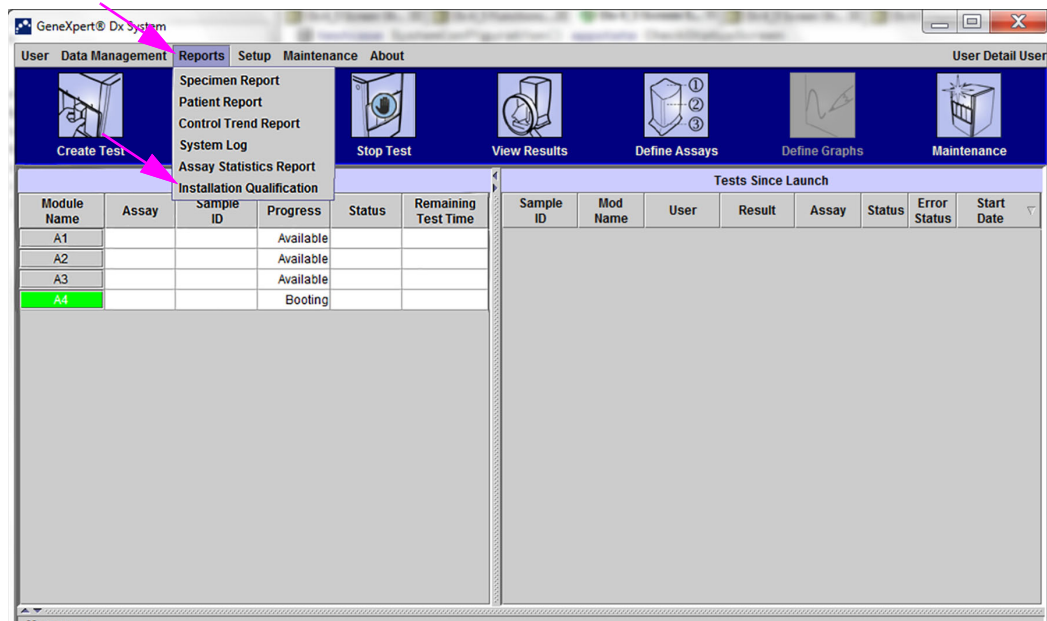 GeneXpert® Dx System
User Data Management Reports Setup Maintenance About User Detail User
Specimen Report
Patient Report
Control Trend Report
System Log
Assay Statistics Report
Installation Qualification
Create Test Stop Test View Results Define Assays Define Graphs Maintenance
① ② ③
Tests Since Launch
Module Name Assay Sample ID Progress Status Remaining Test Time
A1 Available
A2 Available
A3 Available
A4 Booting
Sample ID Mod Name User Result Assay Status Error Status Start Date